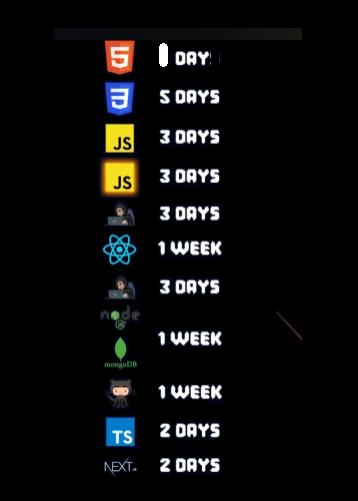 5
DAYS
3
5 DAYS
JS
3 DAYS
JS
3 DAYS
3 DAYS
1 WEEK
3 DAYS
node
JS
1 WEEK
mongoDB
1 WEEK
TS
2 DAYS
NEXT.js
2 DAYS